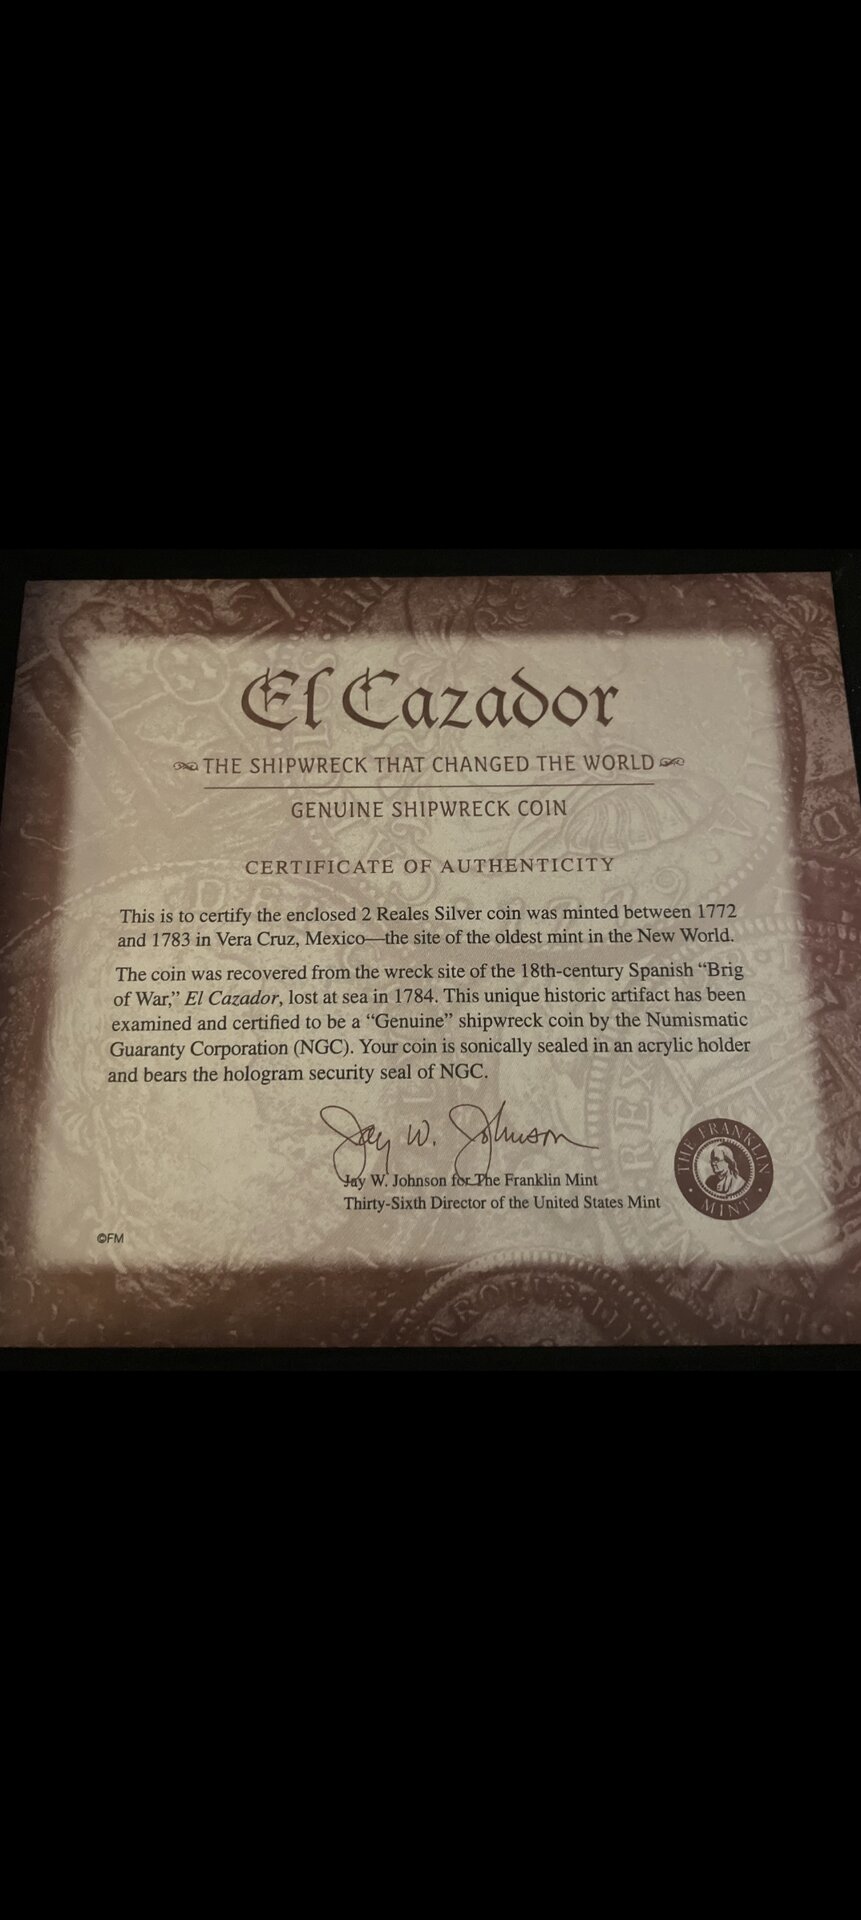 El Cazador
THE SHIPWRECK THAT CHANGED THE WORLD
GENUINE SHIPWRECK COIN
CERTIFICATE OF AUTHENTICITY
This is to certify the enclosed 2 Reales Silver coin was minted between 1772
and 1783 in Vera Cruz, Mexico—the site of the oldest mint in the New World.
The coin was recovered from the wreck site of the 18th-century Spanish “Brig
of War,” El Cazador, lost at sea in 1784. This unique historic artifact has been
examined and certified to be a “Genuine” shipwreck coin by the Numismatic
Guaranty Corporation (NGC). Your coin is sonically sealed in an acrylic holder
and bears the hologram security seal of NGC.
Jay W. Johnson
Jay W. Johnson for The Franklin Mint
Thirty-Sixth Director of the United States Mint
THE FRANKLIN MINT
©FM
CAROLUS III